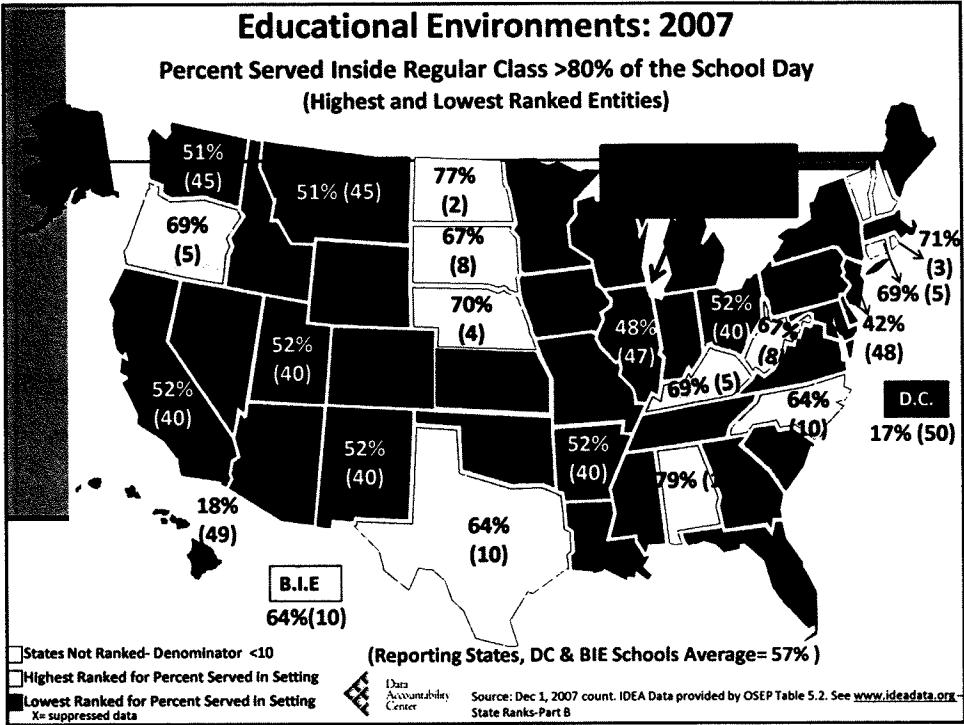 Educational Environments: 2007
Percent Served Inside Regular Class >80% of the School Day
(Highest and Lowest Ranked Entities)
51%
(45)
51% (45)
77%
(2)
69%
(5)
67%
(8)
71%
(3)
69% (5)
70%
(4)
52%
(40)
48%
(47)
52%
(40)
67%
(8)
42%
(48)
52%
(40)
69% (5)
64%
(10)
D.C.
17% (50)
52%
(40)
52%
(40)
79% (
18%
(49)
64%
(10)
B.I.E
64%(10)
States Not Ranked- Denominator <10
Highest Ranked for Percent Served in Setting
Lowest Ranked for Percent Served in Setting
X= suppressed data
(Reporting States, DC & BIE Schools Average= 57% )
Data
Accountability
Center
Source: Dec 1, 2007 count. IDEA Data provided by OSEP Table 5.2. See www.ideadata.org –
State Ranks-Part B